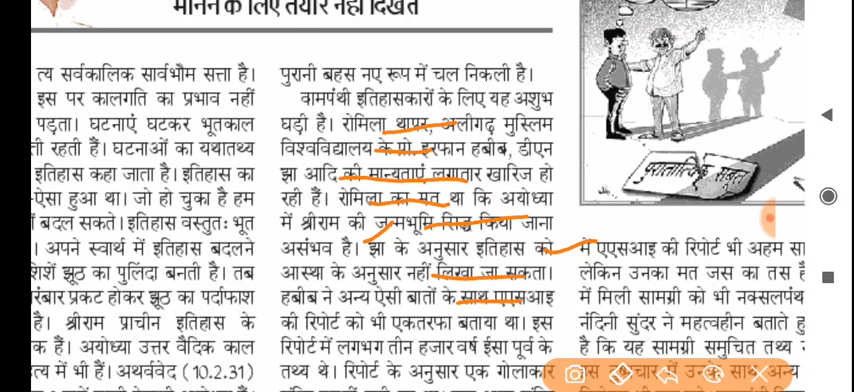 मानने के लिए तैयार नहीं दिखते
त्य सर्वकालिक सार्वभौम सत्ता है।
इस पर कालगति का प्रभाव नहीं
पड़ता। घटनाएं घटकर भूतकाल
ती रहती हैं। घटनाओं का यथातथ्य
इतिहास कहा जाता है। इतिहास का
ऐसा हुआ था। जो हो चुका है हम
बदल सकते। इतिहास वस्तुतः भूत
। अपने स्वार्थ में इतिहास बदलने
शिशें झूठ का पुलिंदा बनती है। तब
रंबार प्रकट होकर झूठ का पर्दाफाश
है। श्रीराम प्राचीन इतिहास के
क हैं। अयोध्या उत्तर वैदिक काल
त्य में भी हैं। अथर्ववेद (10.2.31)
पुरानी बहस नए रूप में चल निकली है।
वामपंथी इतिहासकारों के लिए यह अशुभ
घड़ी है। रोमिला थापर, अलीगढ़ मुस्लिम
विश्वविद्यालय के प्रो. इरफान हबीब, डीएन
झा आदि की मान्यताएं लगातार खारिज हो
रही हैं। रोमिला का मत था कि अयोध्या
में श्रीराम की जन्मभूमि सिद्ध किया जाना
असंभव है। झा के अनुसार इतिहास को
आस्था के अनुसार नहीं लिखा जा सकता।
हबीब ने अन्य ऐसी बातों के साथ एएसआइ
की रिपोर्ट को भी एकतरफा बताया था। इस
रिपोर्ट में लगभग तीन हजार वर्ष ईसा पूर्व के
तथ्य थे। रिपोर्ट के अनुसार एक गोलाकार
पुरातात्विक सबूत
में एएसआइ की रिपोर्ट भी अहम सा
लेकिन उनका मत जस का तस है
में मिली सामग्री को भी नक्सलपंथ
नंदिनी सुंदर ने महत्वहीन बताते हु
है कि यह सामग्री समुचित तथ्य
के साथ अन्य